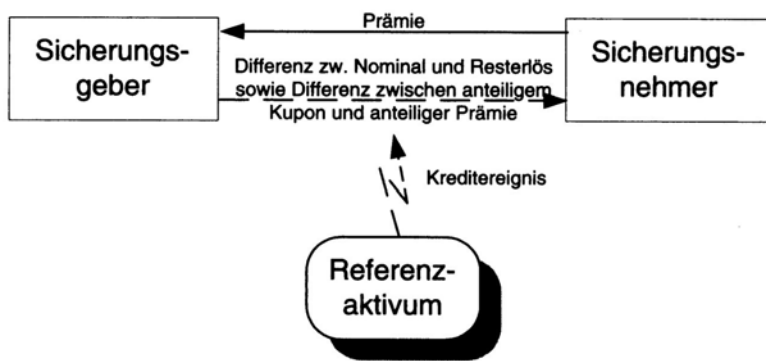 Sicherungs-
geber
Prämie
Differenz zw. Nominal und Resterlös
sowie Differenz zwischen anteiligem
Kupon und anteiliger Prämie
Sicherungs-
nehmer
Kreditereignis
Referenz-
aktivum